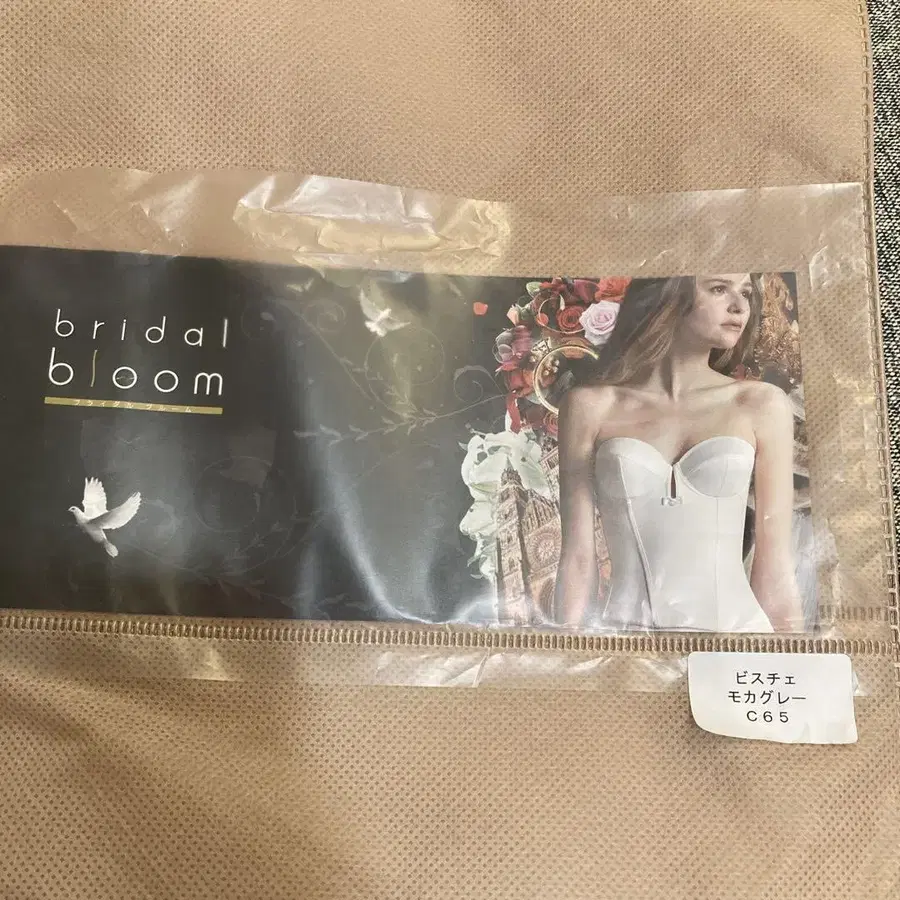 bridal
bloom
ブライダルブルーム
ビスチェ
モカグレー
C65